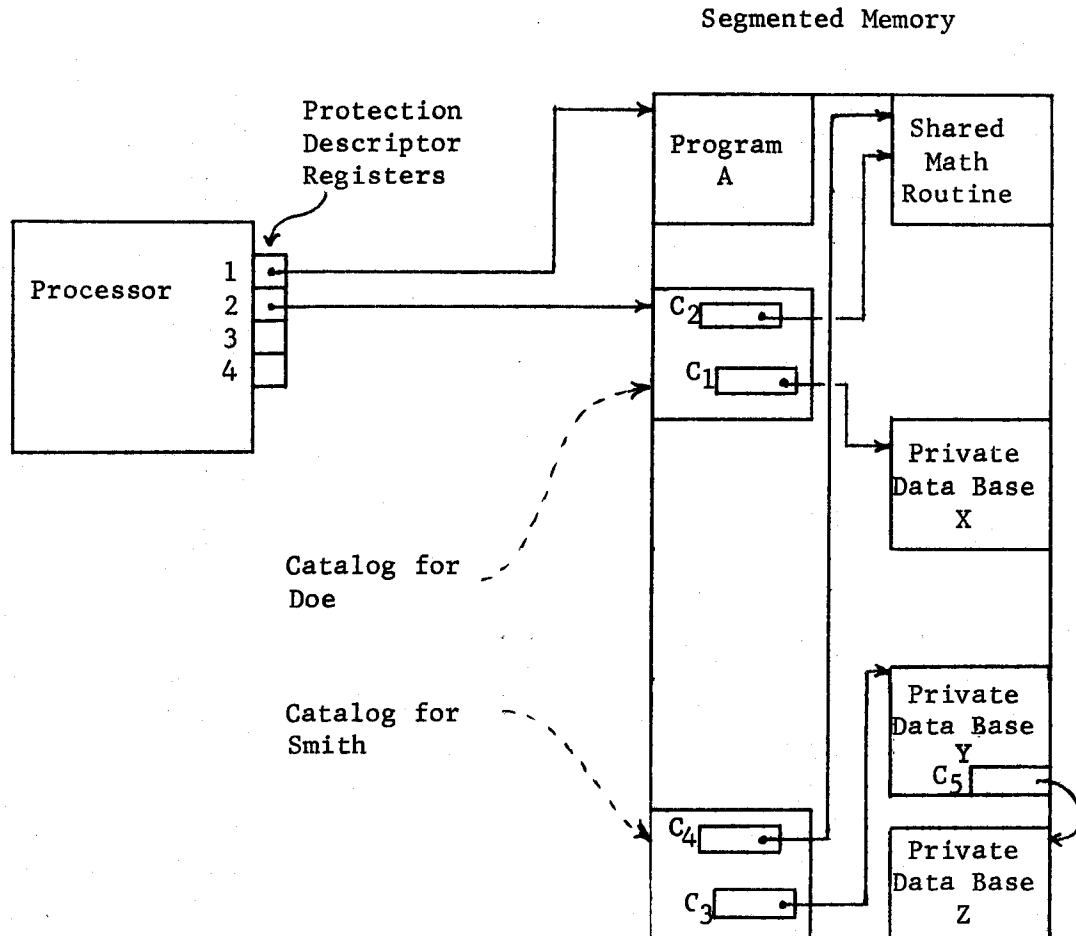 Segmented Memory
Protection
Descriptor
Registers
Program
A
Shared
Math
Routine
Processor
1
2
3
4
C2
C1
Private
Data Base
X
Catalog for
Doe
Catalog for
Smith
Private
Data Base
Y
C5
C4
C3
Private
Data Base
Z